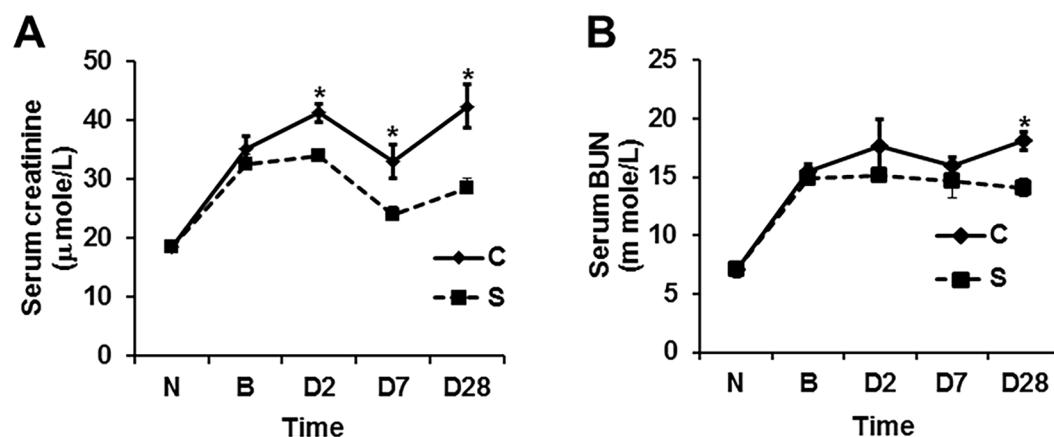 A
Serum creatinine
(μ mole/L)
50
40
30
20
10
0
*
*
*
C
S
N B D2 D7 D28
Time
B
Serum BUN
(m mole/L)
25
20
15
10
5
0
*
C
S
N B D2 D7 D28
Time